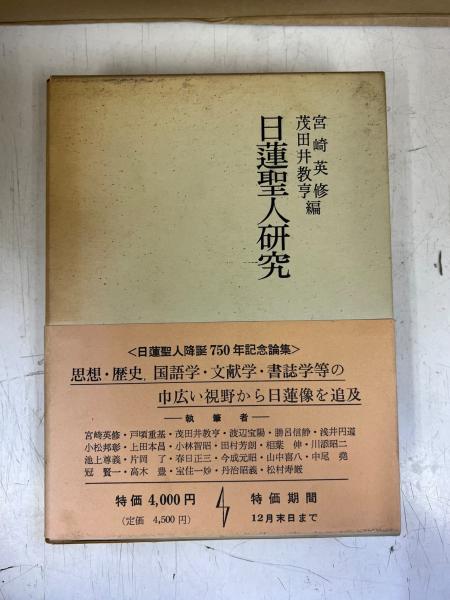 宮崎英修
茂田井教亨編
日蓮聖人研究
<日蓮聖人降誕750年記念論集>
思想・歴史、国語学・文献学・書誌学等の
巾広い視野から日蓮像を追及
―執筆者―
宮崎英修・戸頃重基・茂田井教亨・渡辺宝陽・勝呂信静・浅井円道
小松邦彰・上田本昌・小林智昭・田村芳朗・相葉伸・川添昭二
池上尊義・片岡了・春日正三・今成元昭・山中喜八・中尾堯
冠賢一・高木豊・宝住一妙・丹治昭義・松村寿巌
特価4,000円
(定価 4,500円)
特価期間
12月末日まで